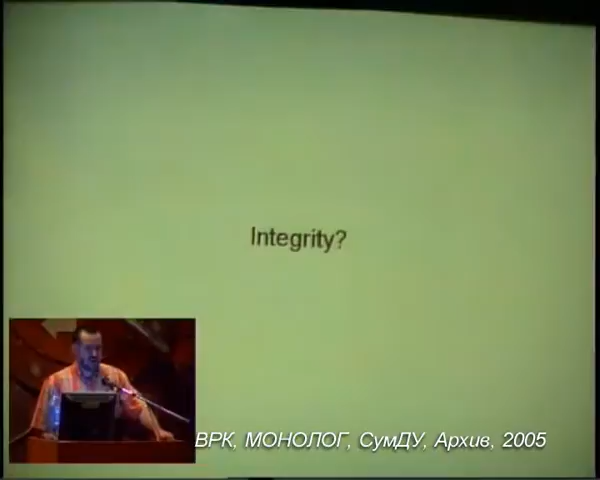 Integrity?
ВРК, МОНОЛОГ, СумДУ, Архив, 2005